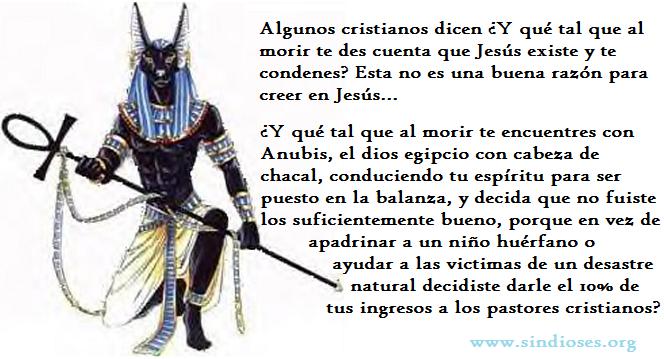 Algunos cristianos dicen ¿Y qué tal que al
morir te des cuenta que Jesús existe y te
condenes? Esta no es una buena razón para
creer en Jesús...
¿Y qué tal que al morir te encuentres con
Anubis, el dios egipcio con cabeza de
chacal, conduciendo tu espíritu para ser
puesto en la balanza, y decida que no fuiste
los suficientemente bueno, porque en vez de
apadrinar a un niño huérfano o
ayudar a las victimas de un desastre
natural decidiste darle el 10% de
tus ingresos a los pastores cristianos?
www.sindioses.org